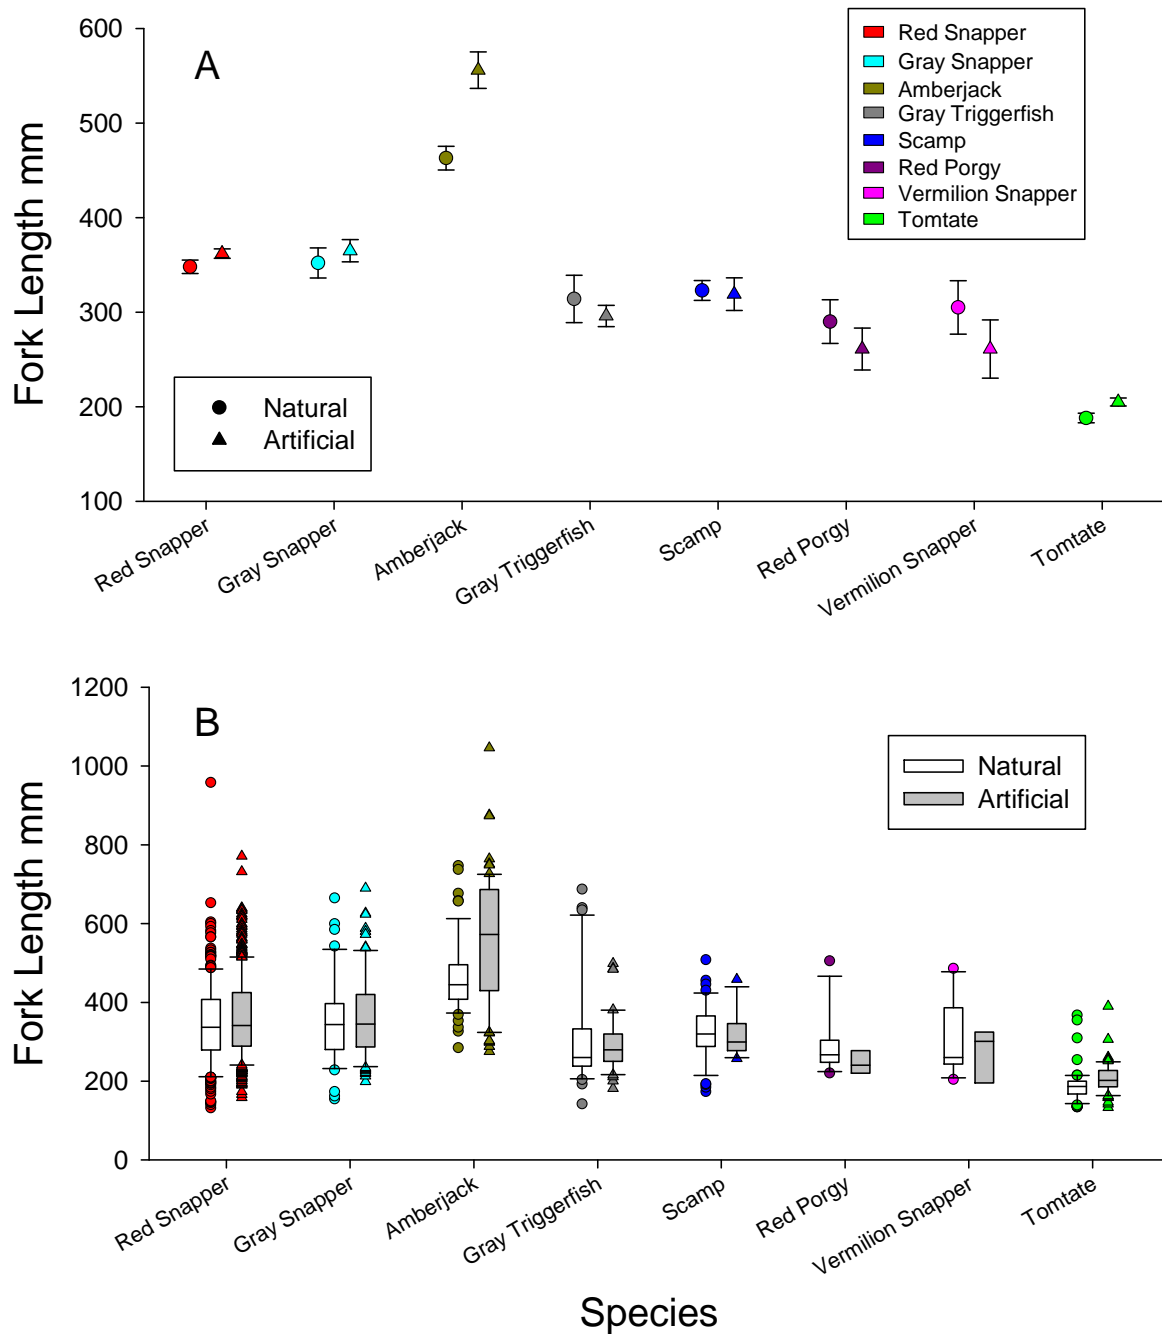 600
500
400
300
200
100
Fork Length mm
A
Red Snapper
Gray Snapper
Amberjack
Gray Triggerfish
Scamp
Red Porgy
Vermilion Snapper
Tomtate
Natural
Artificial
Red Snapper
Gray Snapper
Amberjack
Gray Triggerfish
Scamp
Red Porgy
Vermilion Snapper
Tomtate
1200
1000
800
600
400
200
0
Fork Length mm
B
Natural
Artificial
Red Snapper
Gray Snapper
Amberjack
Gray Triggerfish
Scamp
Red Porgy
Vermilion Snapper
Tomtate
Species